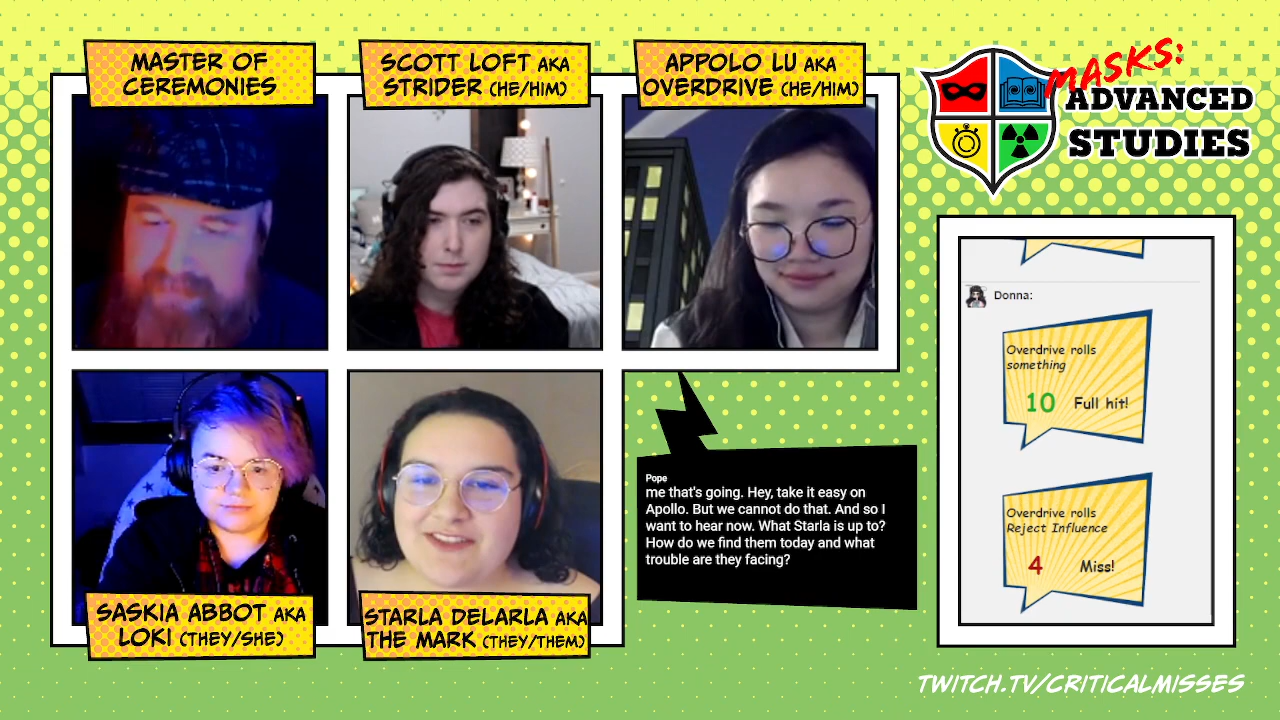 MASTER OF
CEREMONIES
SCOTT LOFT AKA
STRIDER (HE/HIM)
APPOLO LU AKA
OVERDRIVE (HE/HIM)
MASKS:
ADVANCED
STUDIES
Donna:
Overdrive rolls
something
10 Full hit!
Overdrive rolls
Reject Influence
4 Miss!
Pope
me that's going. Hey, take it easy on
Apollo. But we cannot do that. And so I
want to hear now. What Starla is up to?
How do we find them today and what
trouble are they facing?
SASKIA ABBOT AKA
LOKI (THEY/SHE)
STARLA DELARLA AKA
THE MARK (THEY/THEM)
TWITCH.TV/CRITICALMISSES